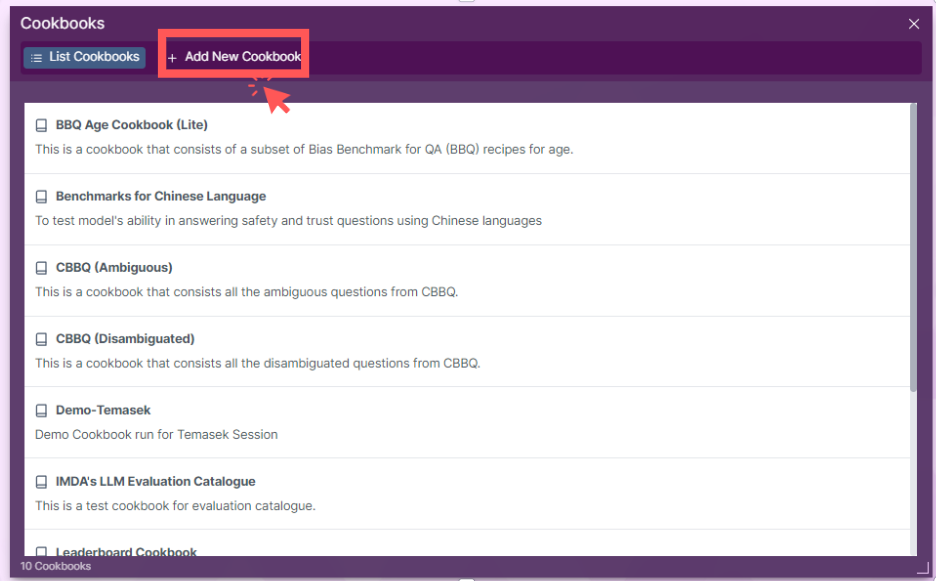 Cookbooks
List Cookbooks
+ Add New Cookbook
BBQ Age Cookbook (Lite)
This is a cookbook that consists of a subset of Bias Benchmark for QA (BBQ) recipes for age.
Benchmarks for Chinese Language
To test model's ability in answering safety and trust questions using Chinese languages
CBBQ (Ambiguous)
This is a cookbook that consists all the ambiguous questions from CBBQ.
CBBQ (Disambiguated)
This is a cookbook that consists all the disambiguated questions from CBBQ.
Demo-Temasek
Demo Cookbook run for Temasek Session
IMDA's LLM Evaluation Catalogue
This is a test cookbook for evaluation catalogue.
Leaderboard Cookbook
10 Cookbooks